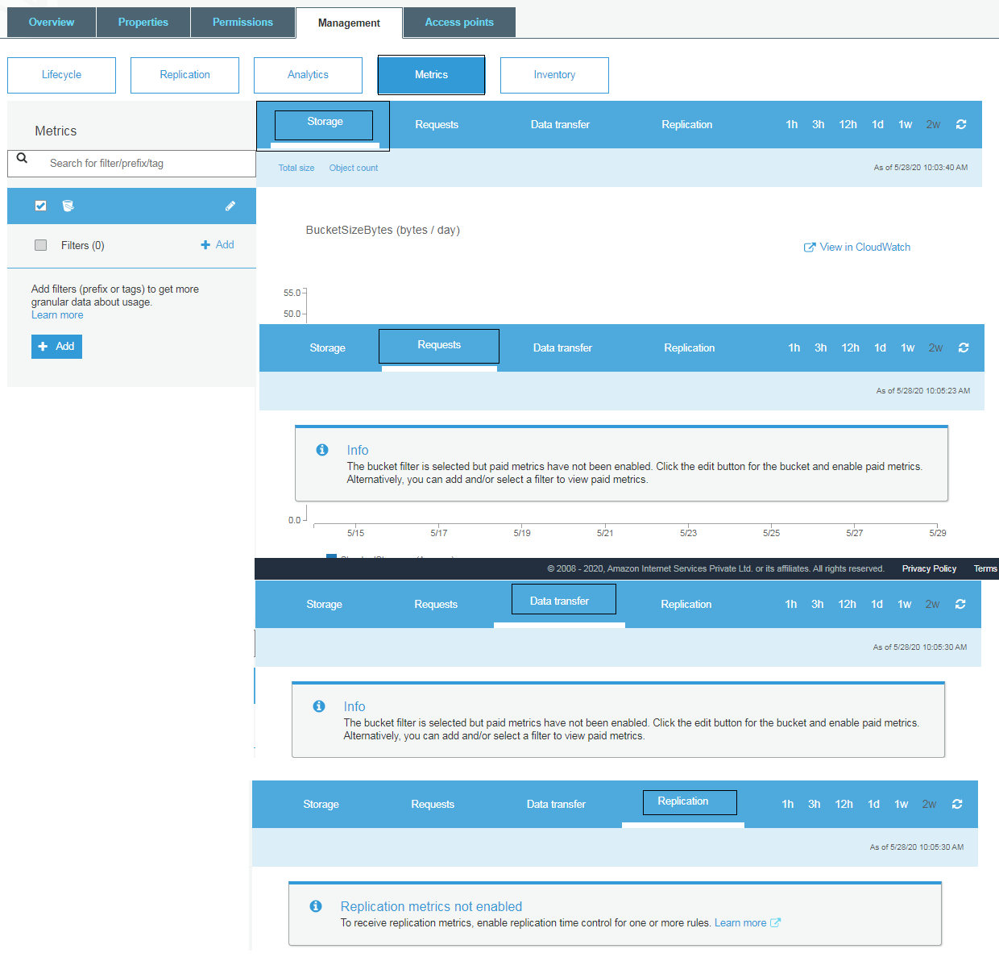 Overview Properties Permissions Management Access points
Lifecycle Replication Analytics Metrics Inventory
Metrics
Search for filter/prefix/tag
Filters (0) Add
Add filters (prefix or tags) to get more
granular data about usage.
Learn more
Add
Storage Requests Data transfer Replication 1h 3h 12h 1d 1w 2w
Total size Object count As of 5/28/20 10:03:40 AM
BucketSizeBytes (bytes / day)
View in CloudWatch
55.0
50.0
Storage Requests Data transfer Replication 1h 3h 12h 1d 1w 2w
As of 5/28/20 10:05:23 AM
Info
The bucket filter is selected but paid metrics have not been enabled. Click the edit button for the bucket and enable paid metrics.
Alternatively, you can add and/or select a filter to view paid metrics.
0.0
5/15 5/17 5/19 5/21 5/23 5/25 5/27 5/29
© 2008 - 2020, Amazon Internet Services Private Ltd. or its affiliates. All rights reserved. Privacy Policy Terms
Storage Requests Data transfer Replication 1h 3h 12h 1d 1w 2w
As of 5/28/20 10:05:30 AM
Info
The bucket filter is selected but paid metrics have not been enabled. Click the edit button for the bucket and enable paid metrics.
Alternatively, you can add and/or select a filter to view paid metrics.
Storage Requests Data transfer Replication 1h 3h 12h 1d 1w 2w
As of 5/28/20 10:05:30 AM
Replication metrics not enabled
To receive replication metrics, enable replication time control for one or more rules. Learn more